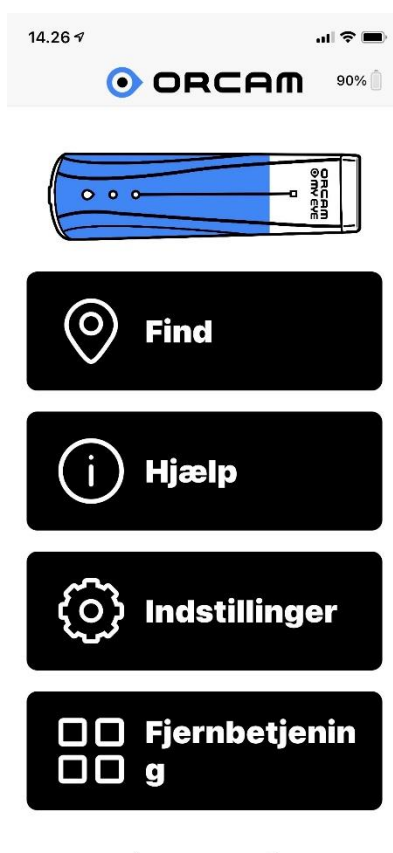 14.26
ORCAM
90%
ORCAM
MY EYE
Find
Hjælp
Indstillinger
Fjernbetjenin
g